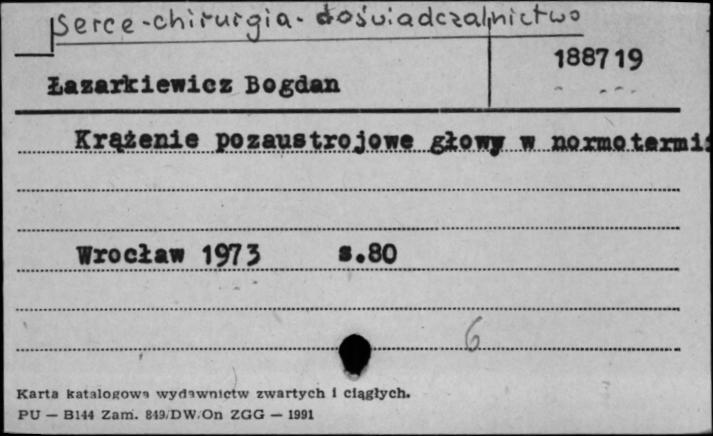 Serce-chirurgia-doświadczalnictwo
188719
Łazarkiewicz Bogdan
Krążenie pozaustrojowe głowy w normotermi
Wrocław 1973 s.80
6
Karta katalogowa wydawnictw zwartych i ciągłych.
PU — B144 Zam. 849/DW/On ZGG — 1991